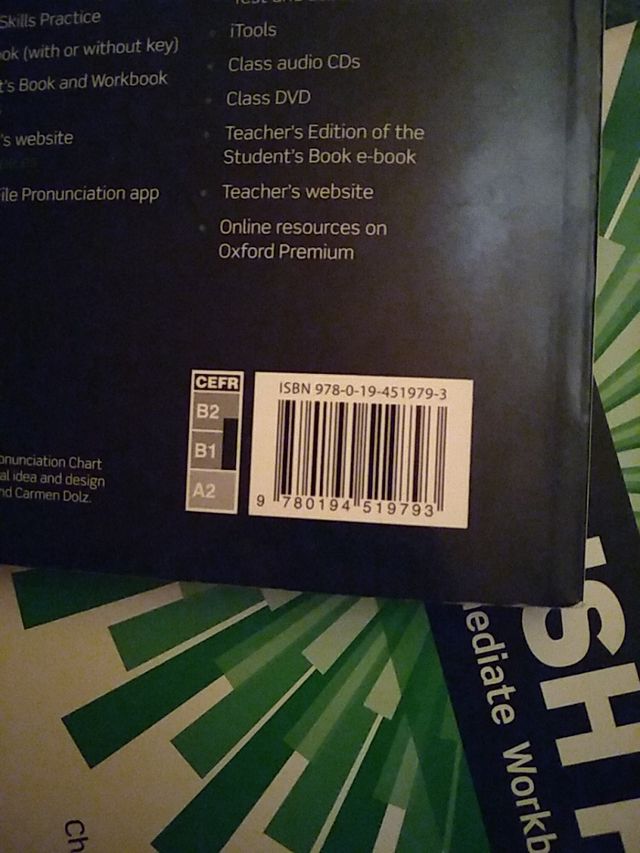 Skills Practice
(with or without key)
Book and Workbook
website
Pronunciation app
iTools
Class audio CDs
Class DVD
Teacher's Edition of the
Student's Book e-book
Teacher's website
Online resources on
Oxford Premium
CEFR
B2
B1
A2
ISBN 978-0-19-451979-3
9 780194 519793
onunciation Chart
al idea and design
nd Carmen Dolz.
SH
ediate Workb
Ch